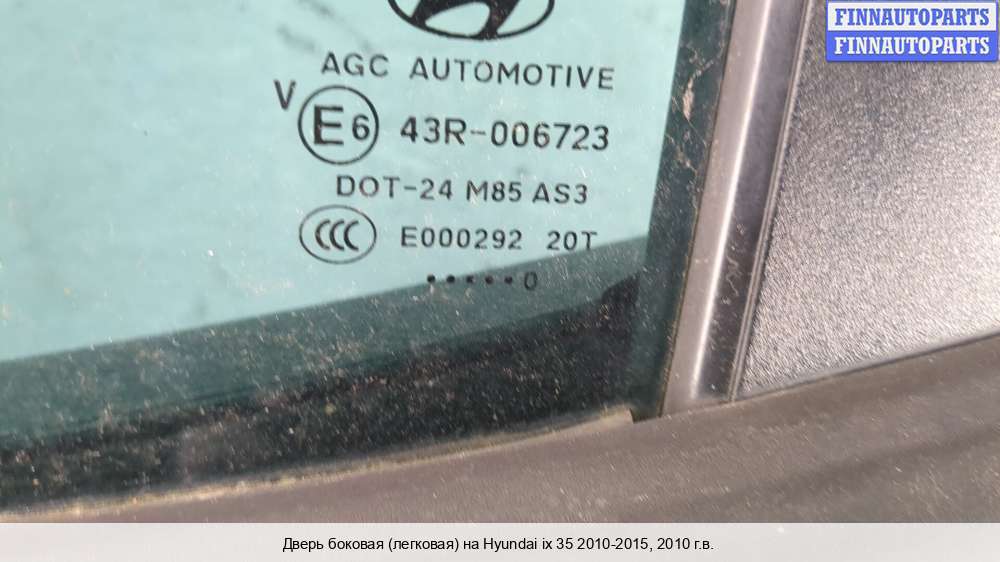 FINNAUTOPARTS
FINNAUTOPARTS
AGC AUTOMOTIVE
V E6 43R-006723
DOT-24 M85 AS3
CCC E000292 20T
•••••0
Дверь боковая (легковая) на Hyundai ix 35 2010-2015, 2010 г.в.